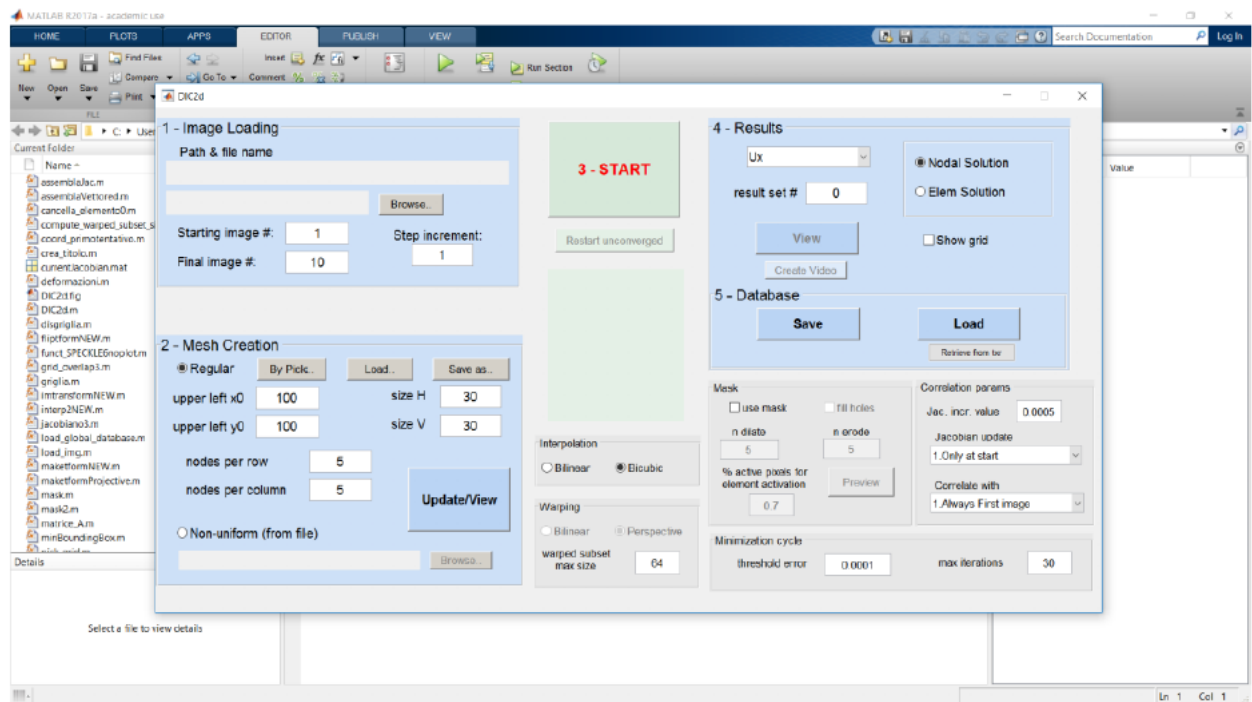 MATLAB R2017a - academic use
HOME PLOTS APPS EDITOR PUBLISH VIEW
Search Documentation Log In
New Open Save
Find Files
Compare
Print
Go To
Insert fx
Comment
Run Section
FILE
C: User
Current Folder
Name
assemblaJac.m
assemblaVettored.m
cancella_elemento0.m
compute_warped_subset_s
coord_primotentativo.m
crea_titolo.m
currentJacobian.mat
deformazioni.m
DIC2d.fig
DIC2d.m
disgriglia.m
fliptformNEW.m
funct_SPECKLE6noplot.m
grid_overlap3.m
griglia.m
imtransformNEW.m
interp2NEW.m
jacobiano3.m
load_global_database.m
load_img.m
maketformNEW.m
maketformProjective.m
mask.m
mask2.m
matrice_A.m
minBoundingBox.m
Details
Select a file to view details
Value
DIC2d
1 - Image Loading
Path & file name
Browse..
Starting image #: 1
Step increment:
1
Final image #: 10
2 - Mesh Creation
Regular By Pick.. Load.. Save as..
upper left x0 100 size H 30
upper left y0 100 size V 30
nodes per row 5
nodes per column 5
Update/View
Non-uniform (from file)
Browse..
3 - START
Restart unconverged
Interpolation
Bilinear Bicubic
Warping
Bilinear Perspective
warped subset
max size
64
4 - Results
Ux
Nodal Solution
result set # 0
Elem Solution
View
Show grid
Create Video
5 - Database
Save Load
Retrieve from txt
Mask
use mask fill holes
n dilate n erode
5 5
% active pixels for
element activation
Preview
0.7
Correlation params
Jac. incr. value 0.0005
Jacobian update
1.Only at start
Correlate with
1.Always First image
Minimization cycle
threshold error 0.0001 max iterations 30
Ln 1 Col 1